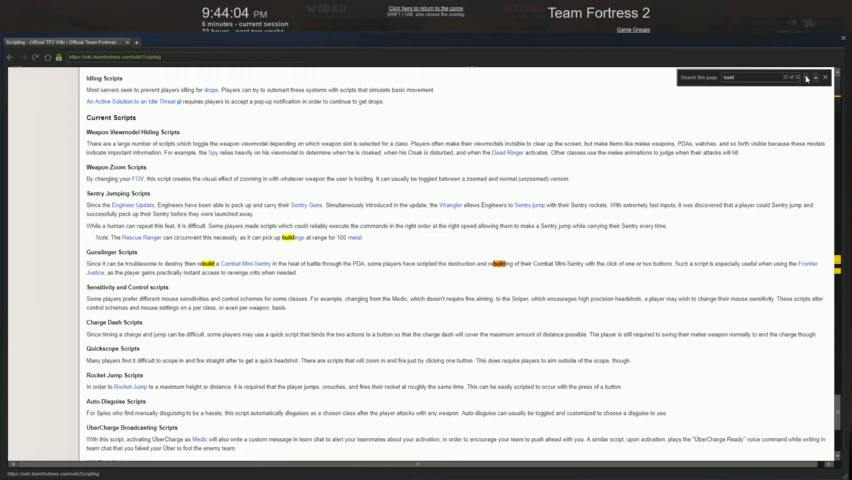 9:44:04 PM
6 minutes - current session
Click here to return to the game
SHIFT+TAB also closes the overlay
Team Fortress 2
Game Groups
Scripting - Official TF2 Wiki | Official Team Fortress
https://wiki.teamfortress.com/wiki/Scripting
Search this page build 32 of 32
Idling Scripts
Most servers seek to prevent players idling for drops. Players can try to outsmart these systems with scripts that simulate basic movement.
An Active Solution to an Idle Threat requires players to accept a pop-up notification in order to continue to get drops.
Current Scripts
Weapon Viewmodel Hiding Scripts
There are a large number of scripts which toggle the weapon viewmodel depending on which weapon slot is selected for a class. Players often make their viewmodels invisible to clear up the screen, but make items like melee weapons, PDAs, watches, and so forth visible because these models
indicate important information. For example, the Spy relies heavily on his viewmodel to determine when he is cloaked, when his Cloak is disturbed, and when the Dead Ringer activates. Other classes use the melee animations to judge when their attacks will hit.
Weapon Zoom Scripts
By changing your FOV, this script creates the visual effect of zooming in with whatever weapon the user is holding. It can be usually toggled between a zoomed and normal (unzoomed) version.
Sentry Jumping Scripts
Since the Engineer Update, Engineers have been able to pack up and carry their Sentry Guns. Simultaneously introduced in the update, the Wrangler allows Engineers to Sentry jump with their Sentry rockets. With extremely fast inputs, it was discovered that a player could Sentry jump and
successfully pack up their Sentry before they were launched away.
While a human can repeat this feat, it is difficult. Some players made scripts which could reliably execute the commands in the right order at the right speed allowing them to make a Sentry jump while carrying their Sentry every time.
Note: The Rescue Ranger can circumvent this necessity, as it can pick up buildings at range for 100 metal.
Gunslinger Scripts
Since it can be troublesome to destroy then rebuild a Combat Mini-Sentry in the heat of battle through the PDA, some players have scripted the destruction and rebuilding of their Combat Mini-Sentry with the click of one or two buttons. Such a script is especially useful when using the Frontier
Justice, as the player gains practically instant access to revenge crits when needed
Sensitivity and Control scripts
Some players prefer different mouse sensitivities and control schemes for some classes. For example, changing from the Medic, which doesn't require fine aiming, to the Sniper, which encourages high precision headshots, a player may wish to change their mouse sensitivity. These scripts alter
control schemes and mouse settings on a per class, or even per weapon, basis.
Charge Dash Scripts
Since timing a charge and jump can be difficult, some players may use a quick script that binds the two actions to a button so that the charge dash will cover the maximum amount of distance possible. The player is still required to swing their melee weapon normally to end the charge though.
Quickscope Scripts
Many players find it difficult to scope in and fire straight after to get a quick headshot. There are scripts that will zoom in and fire just by clicking one button. This does require players to aim outside of the scope, though.
Rocket Jump Scripts
In order to Rocket Jump to a maximum height or distance, it is required that the player jumps, crouches, and fires their rocket at roughly the same time. This can be easily scripted to occur with the press of a button.
Auto-Disguise Scripts
For Spies who find manually disguising to be a hassle, this script automatically disguises as a chosen class after the player attacks with any weapon. Auto-disguise can usually be toggled and customized to choose a disguise to use.
ÜberCharge Broadcasting Scripts
With this script, activating ÜberCharge as Medic will also write a custom message in team chat to alert your teammates about your activation, in order to encourage your team to push ahead with you. A similar script, upon activation, plays the "ÜberCharge Ready" voice command while writing in
team chat that you faked your Über to fool the enemy team.
https://wiki.teamfortress.com/wiki/Scripting